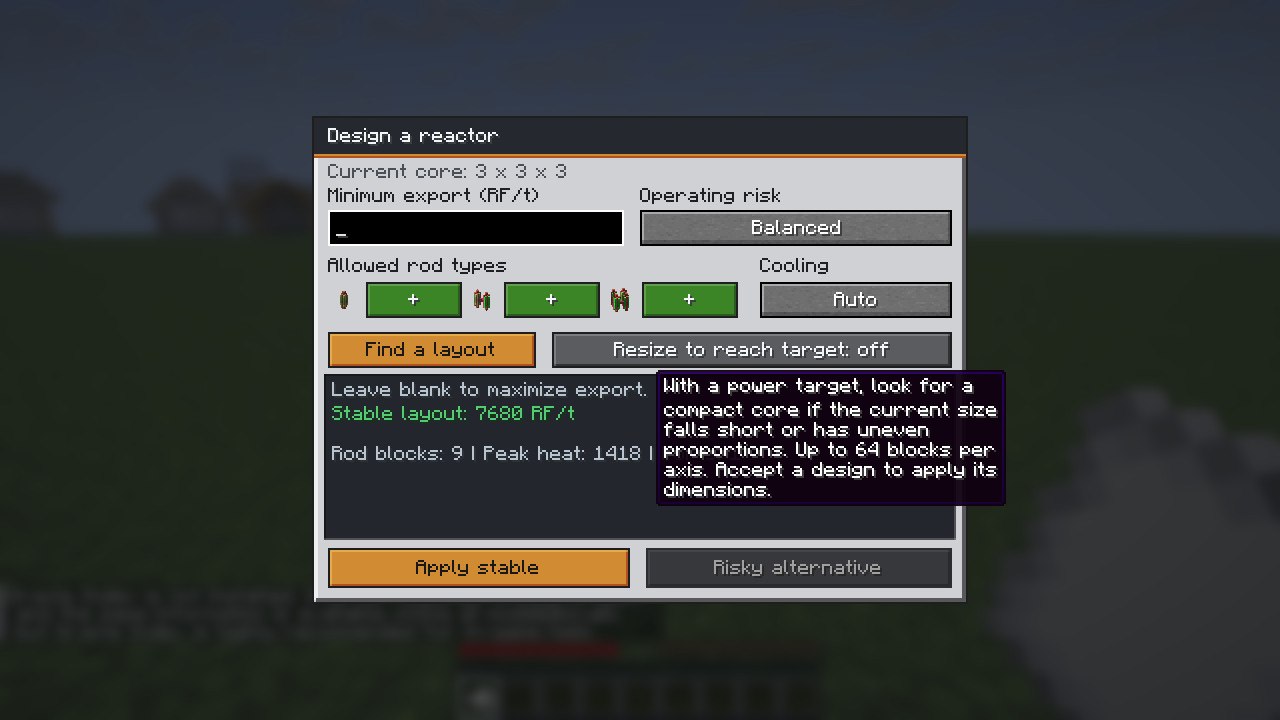 Design a reactor
Current core: 3 x 3 x 3
Minimum export (RF/t)
Operating risk
_
Balanced
Allowed rod types
Cooling
+
+
+
Auto
Find a layout
Resize to reach target: off
Leave blank to maximize export.
Stable layout: 7680 RF/t
Rod blocks: 9 | Peak heat: 1418 |
With a power target, look for a
compact core if the current size
falls short or has uneven
proportions. Up to 64 blocks per
axis. Accept a design to apply its
dimensions.
Apply stable
Risky alternative